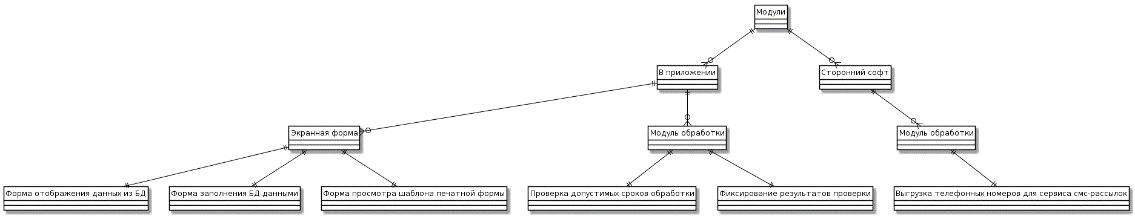 Модули
В приложении
Сторонний софт
Экранная форма
Модуль обработки
Модуль обработки
Форма отображения данных из БД
Форма заполнения БД данными
Форма просмотра шаблона печатной формы
Проверка допустимых сроков обработки
Фиксирование результатов проверки
Выгрузка телефонных номеров для сервиса смс-рассылок